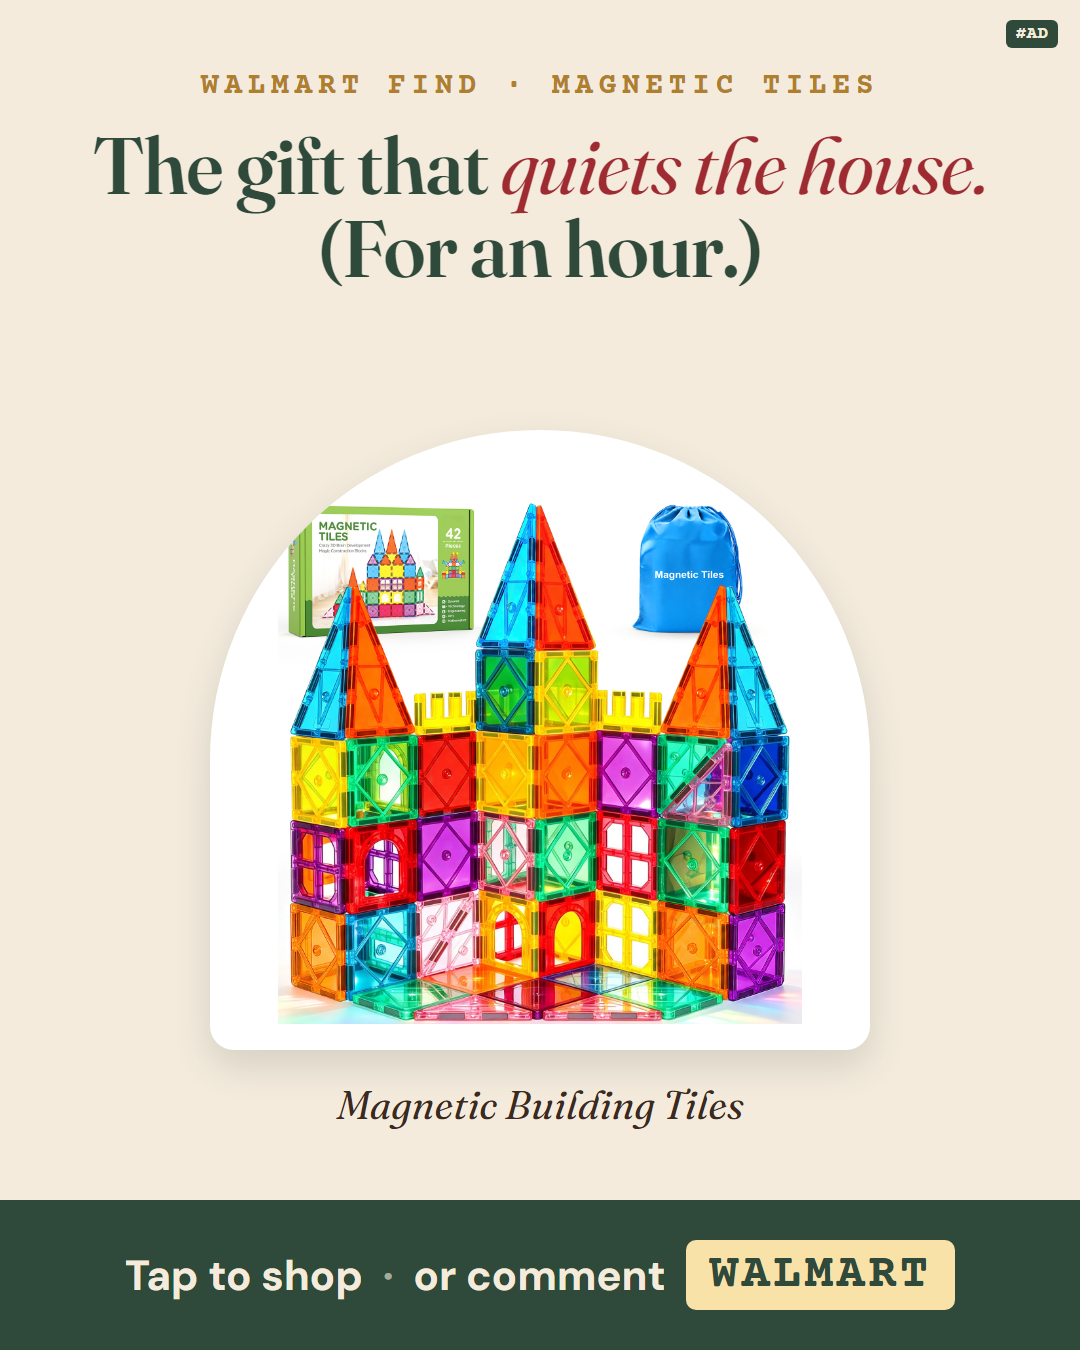 #AD
WALMART FIND · MAGNETIC TILES
The gift that quiets the house.
(For an hour.)
MAGNETIC
TILES
42
Pieces
Magnetic Tiles
Magnetic Building Tiles
Tap to shop · or comment WALMART